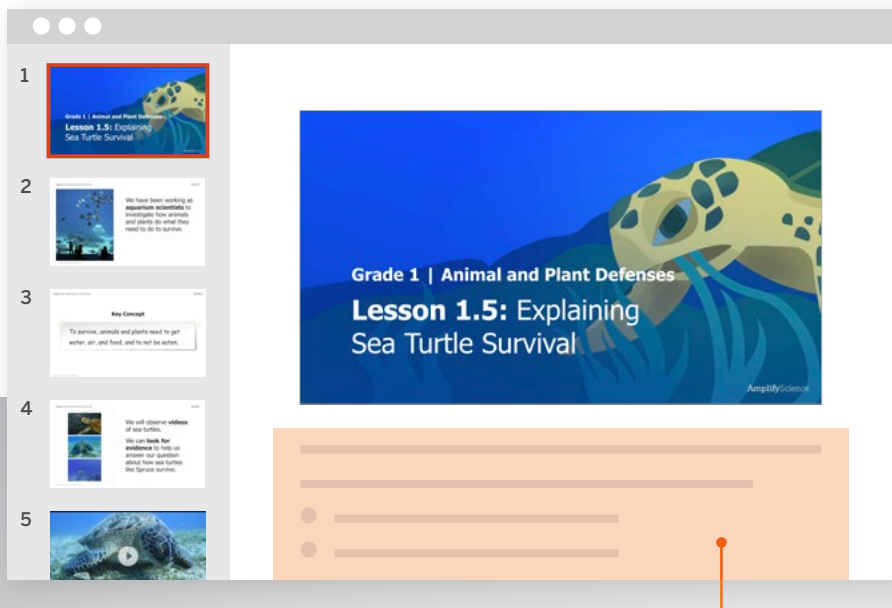 1
Grade 1 | Animal and Plant Defenses
Lesson 1.5: Explaining
Sea Turtle Survival
2
We have been working as
aquarium scientists to
investigate how animals
and plants do what they
need to do to survive.
3
Key Concept
To survive, animals and plants need to get
water, air, and food, and to not be eaten.
4
We will observe videos
of sea turtles.
We can look for
evidence to help us
answer our question
about how sea turtles
like Spruce survive.
5
Grade 1 | Animal and Plant Defenses
Lesson 1.5: Explaining
Sea Turtle Survival
AmplifyScience